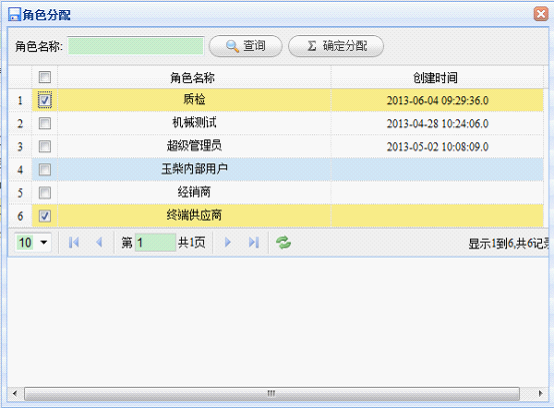 角色分配
角色名称: 查询 Σ 确定分配
角色名称 创建时间
1 质检 2013-06-04 09:29:36.0
2 机械测试 2013-04-28 10:24:06.0
3 超级管理员 2013-05-02 10:08:09.0
4 玉柴内部用户
5 经销商
6 终端供应商
10 第 1 共1页 显示1到6,共6记录